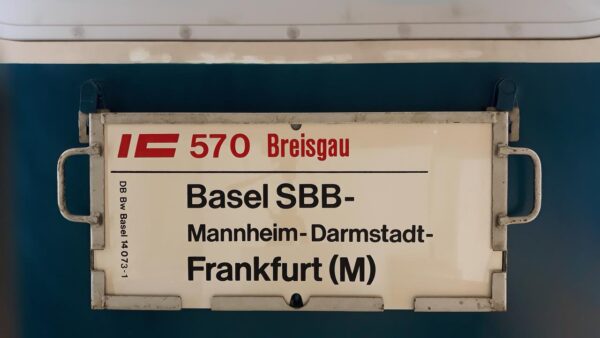 IC 570 Breisgau
Basel SBB-
Mannheim-Darmstadt-
Frankfurt (M)
DB Bw Basel 14 073-1